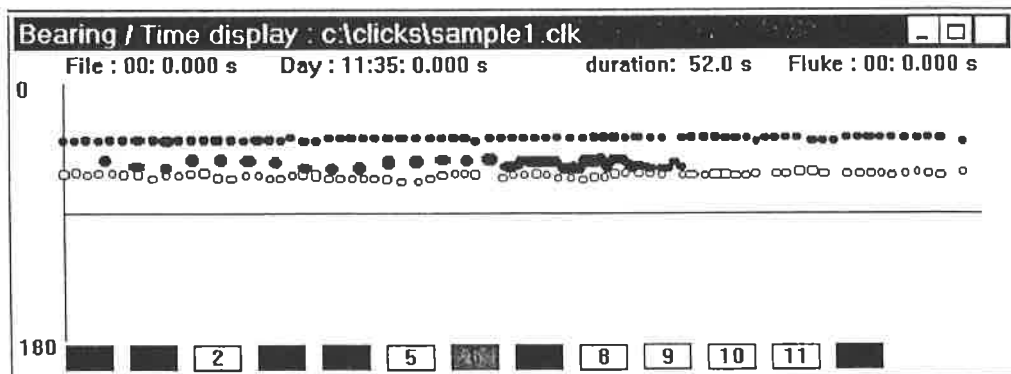 Bearing / Time display : c:\clicks\sample1.clk
File : 00: 0.000 s Day : 11:35: 0.000 s duration: 52.0 s Fluke : 00: 0.000 s
0
180 2 5 8 9 10 11